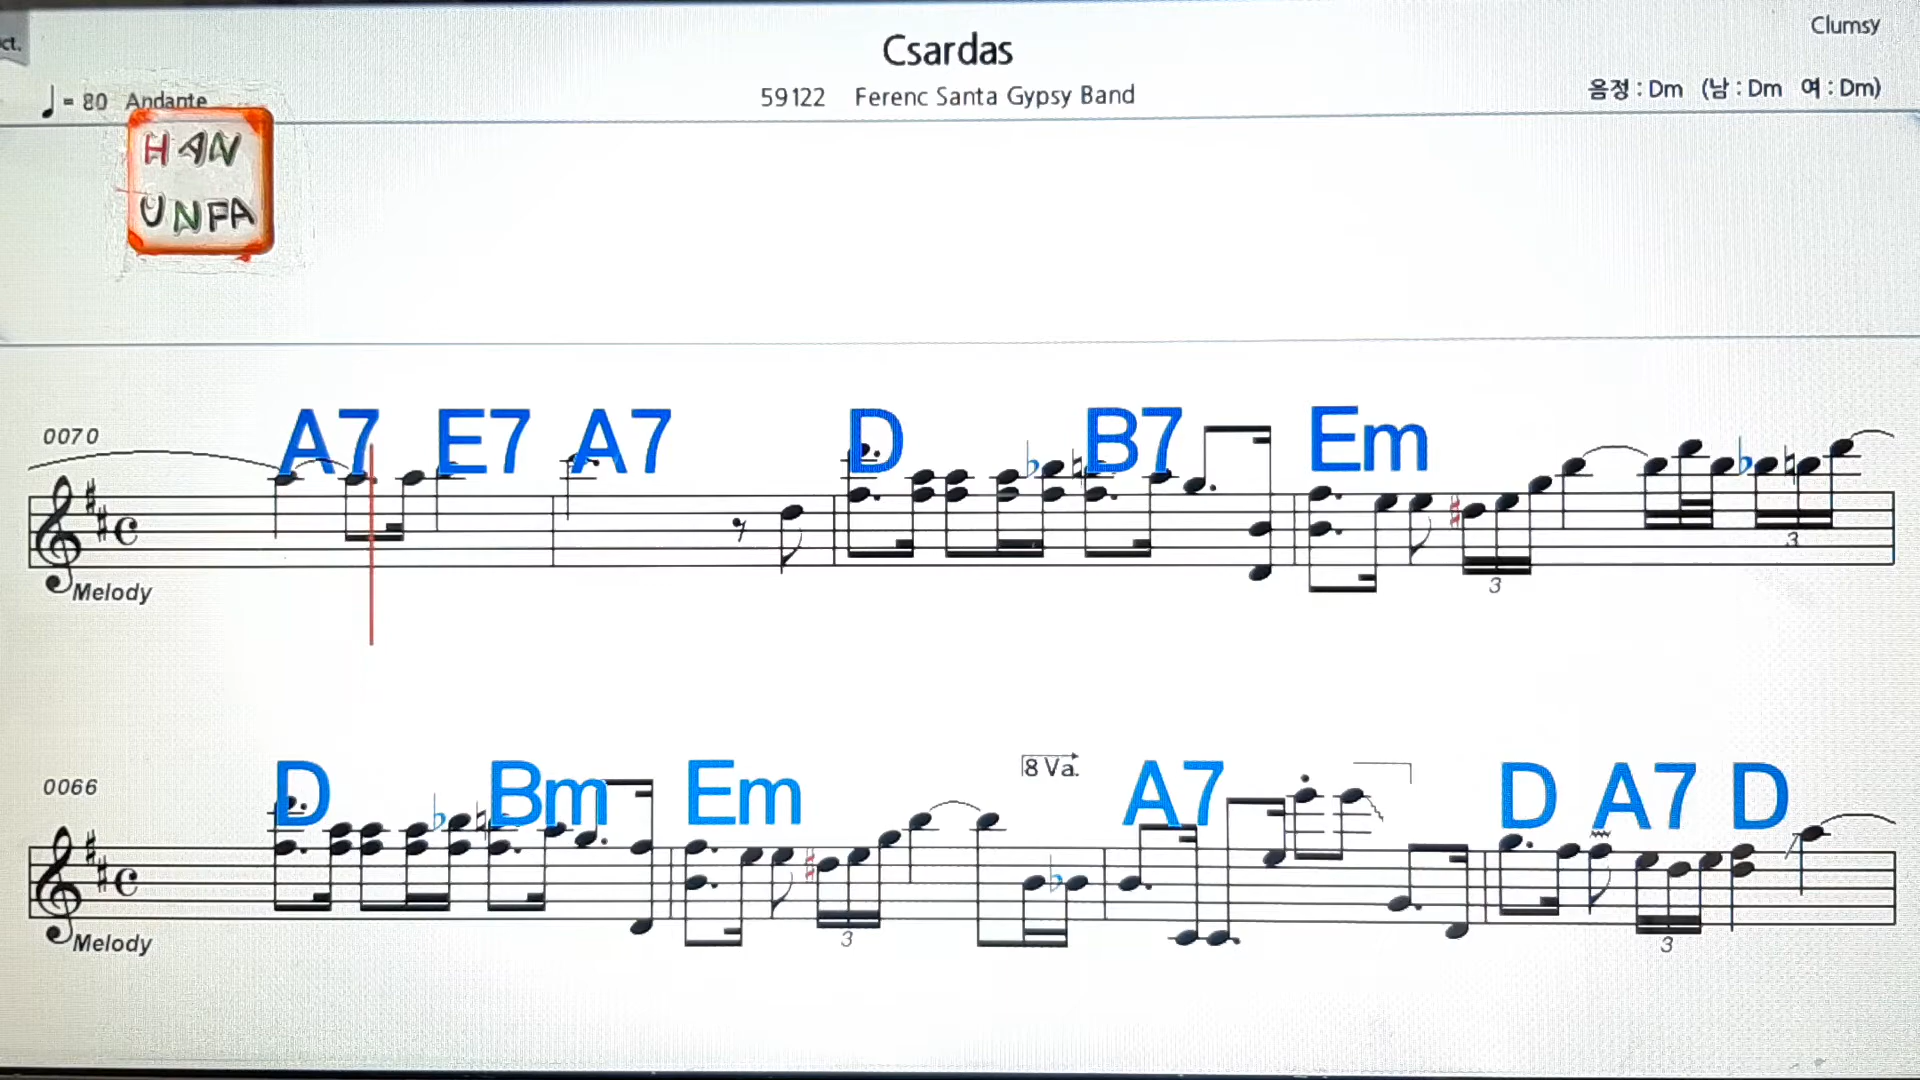 ct.
Clumsy
Csardas
= 80 Andante
59122 Ferenc Santa Gypsy Band
음정 : Dm (남 : Dm 여 : Dm)
HAN
UNFA
0070
A7 E7 A7 D B7 Em
3
3
Melody
0066
D Bm Em 8 Va. A7 D A7 D
3
3
Melody